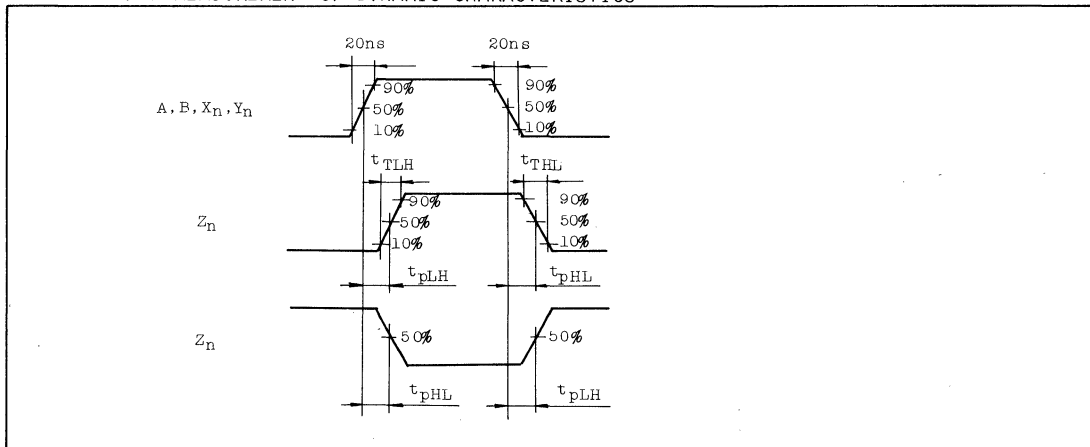 20ns 20ns
90% 90%
A,B,Xn,Yn 50% 50%
10% 10%
tTLH tTHL
90% 90%
Zn 50% 50%
10% 10%
tpLH tpHL
Zn 50% 50%
tpHL tpLH